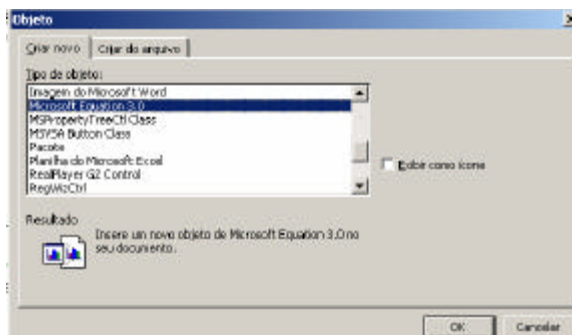 Objeto
Criar novo
Criar do arquivo
Tipo de objeto:
Imagem do Microsoft Word
Microsoft Equation 3.0
MSPropertyTreeCtl Class
MSVSA Button Class
Pacote
Planilha do Microsoft Excel
RealPlayer G2 Control
RegWizCtrl
Exibir como ícone
Resultado
Insere um novo objeto de Microsoft Equation 3.0 no
seu documento.
OK
Cancelar